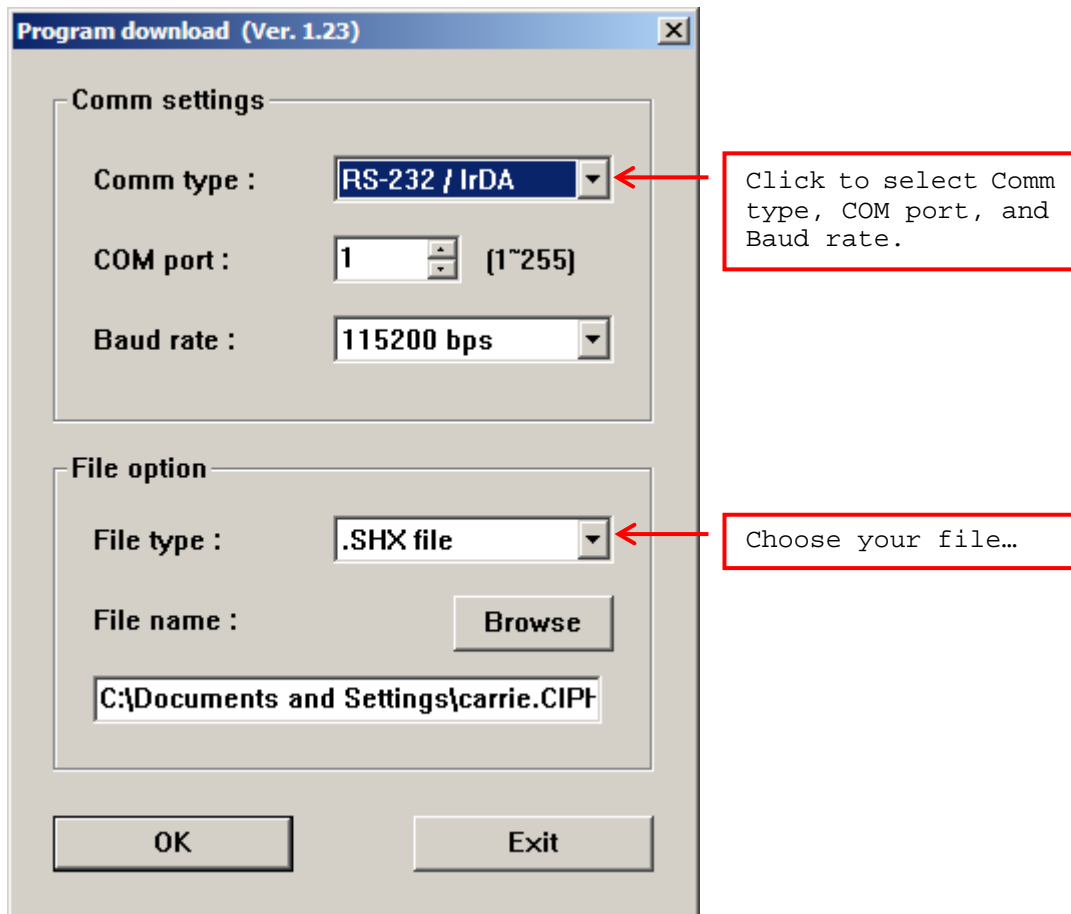 Program download (Ver. 1.23)
Comm settings
Comm type :
RS-232 / IrDA
Click to select Comm
type, COM port, and
Baud rate.
COM port :
1
(1~255)
Baud rate :
115200 bps
File option
File type :
.SHX file
Choose your file…
File name :
Browse
C:\Documents and Settings\carrie.CIPH
OK
Exit